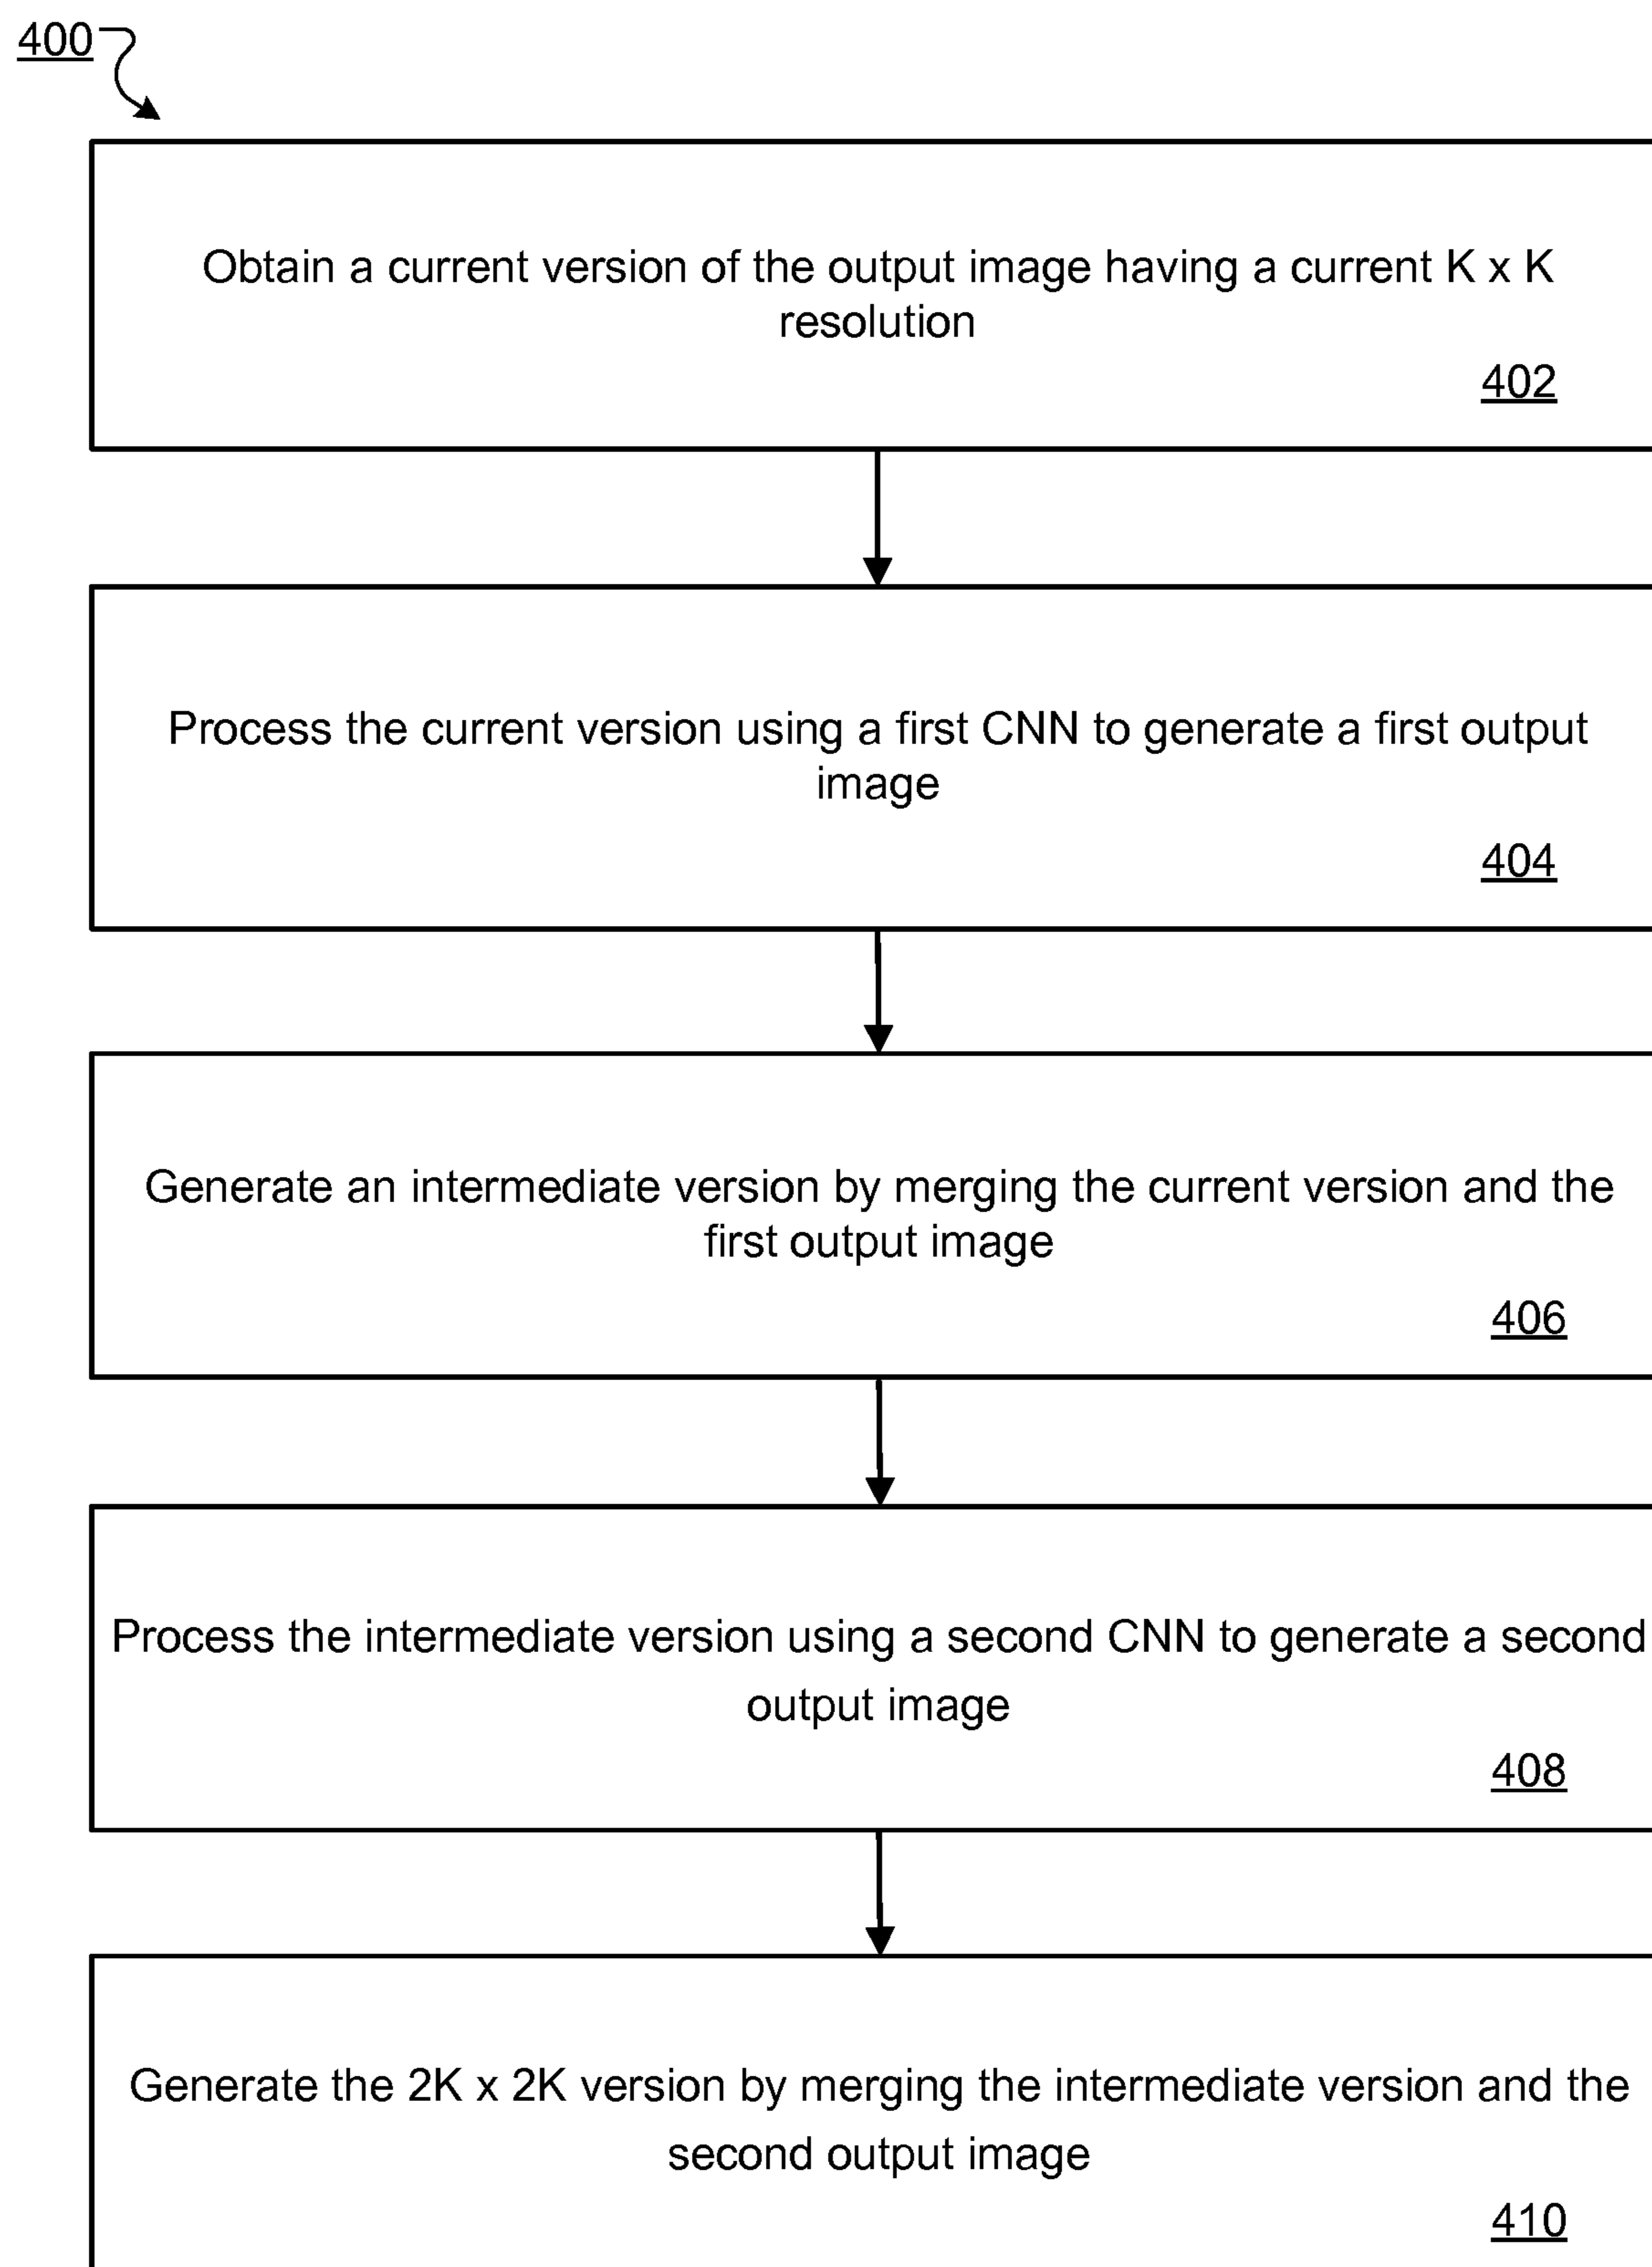 400
Obtain a current version of the output image having a current K x K
resolution
402
Process the current version using a first CNN to generate a first output
image
404
Generate an intermediate version by merging the current version and the
first output image
406
Process the intermediate version using a second CNN to generate a second
output image
408
Generate the 2K x 2K version by merging the intermediate version and the
second output image
410